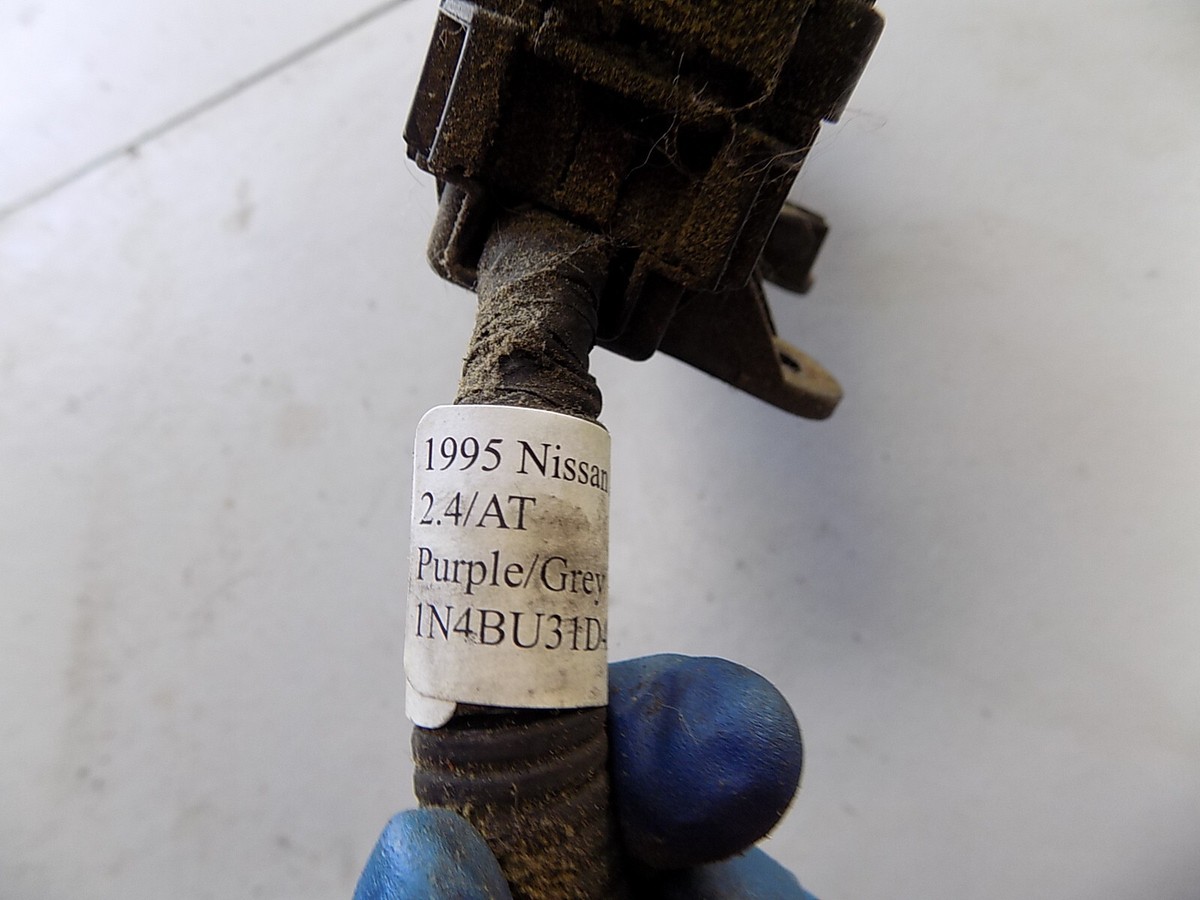 1995 Nissan
2.4/AT
Purple/Grey
1N4BU31D